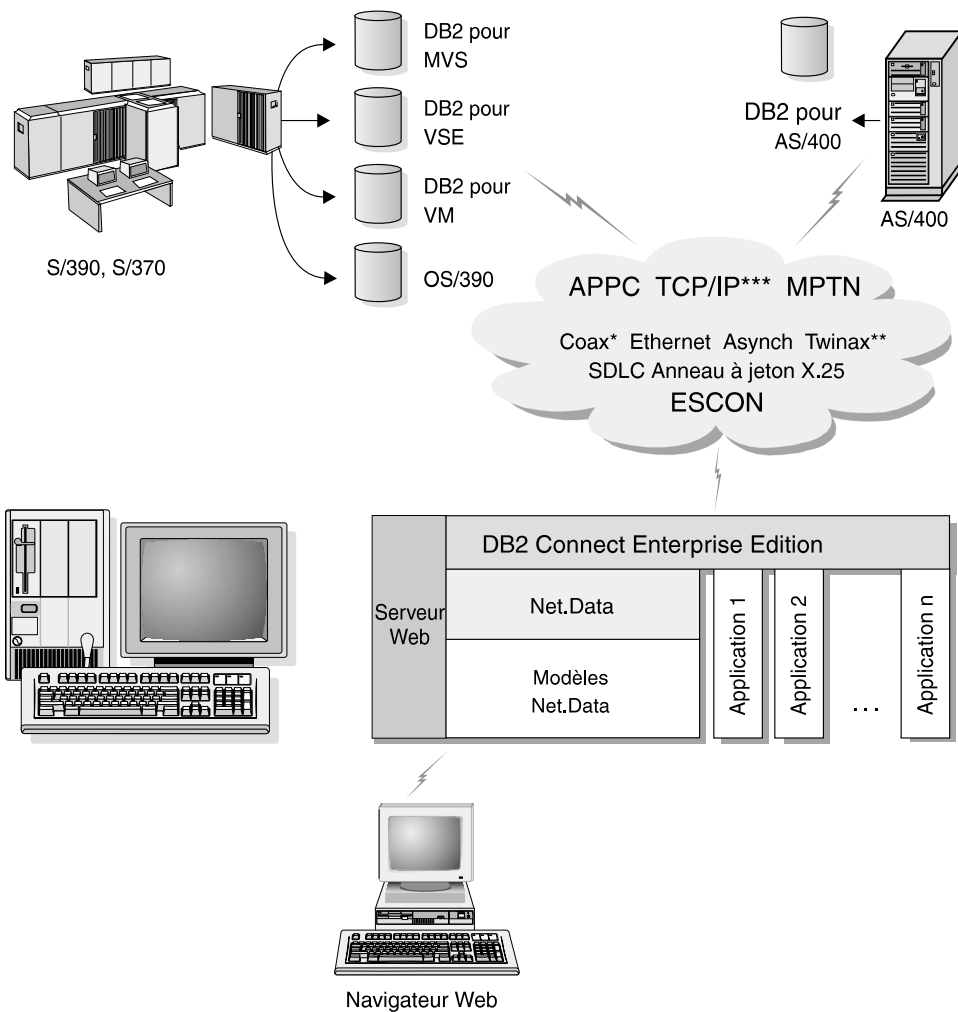 DB2 pour
MVS
DB2 pour
VSE
DB2 pour
VM
OS/390
S/390, S/370
DB2 pour
AS/400
AS/400
APPC TCP/IP*** MPTN
Coax* Ethernet Asynch Twinax**
SDLC Anneau à jeton X.25
ESCON
DB2 Connect Enterprise Edition
Serveur
Web
Net.Data
Modèles
Net.Data
Application 1
Application 2
...
Application n
Navigateur Web